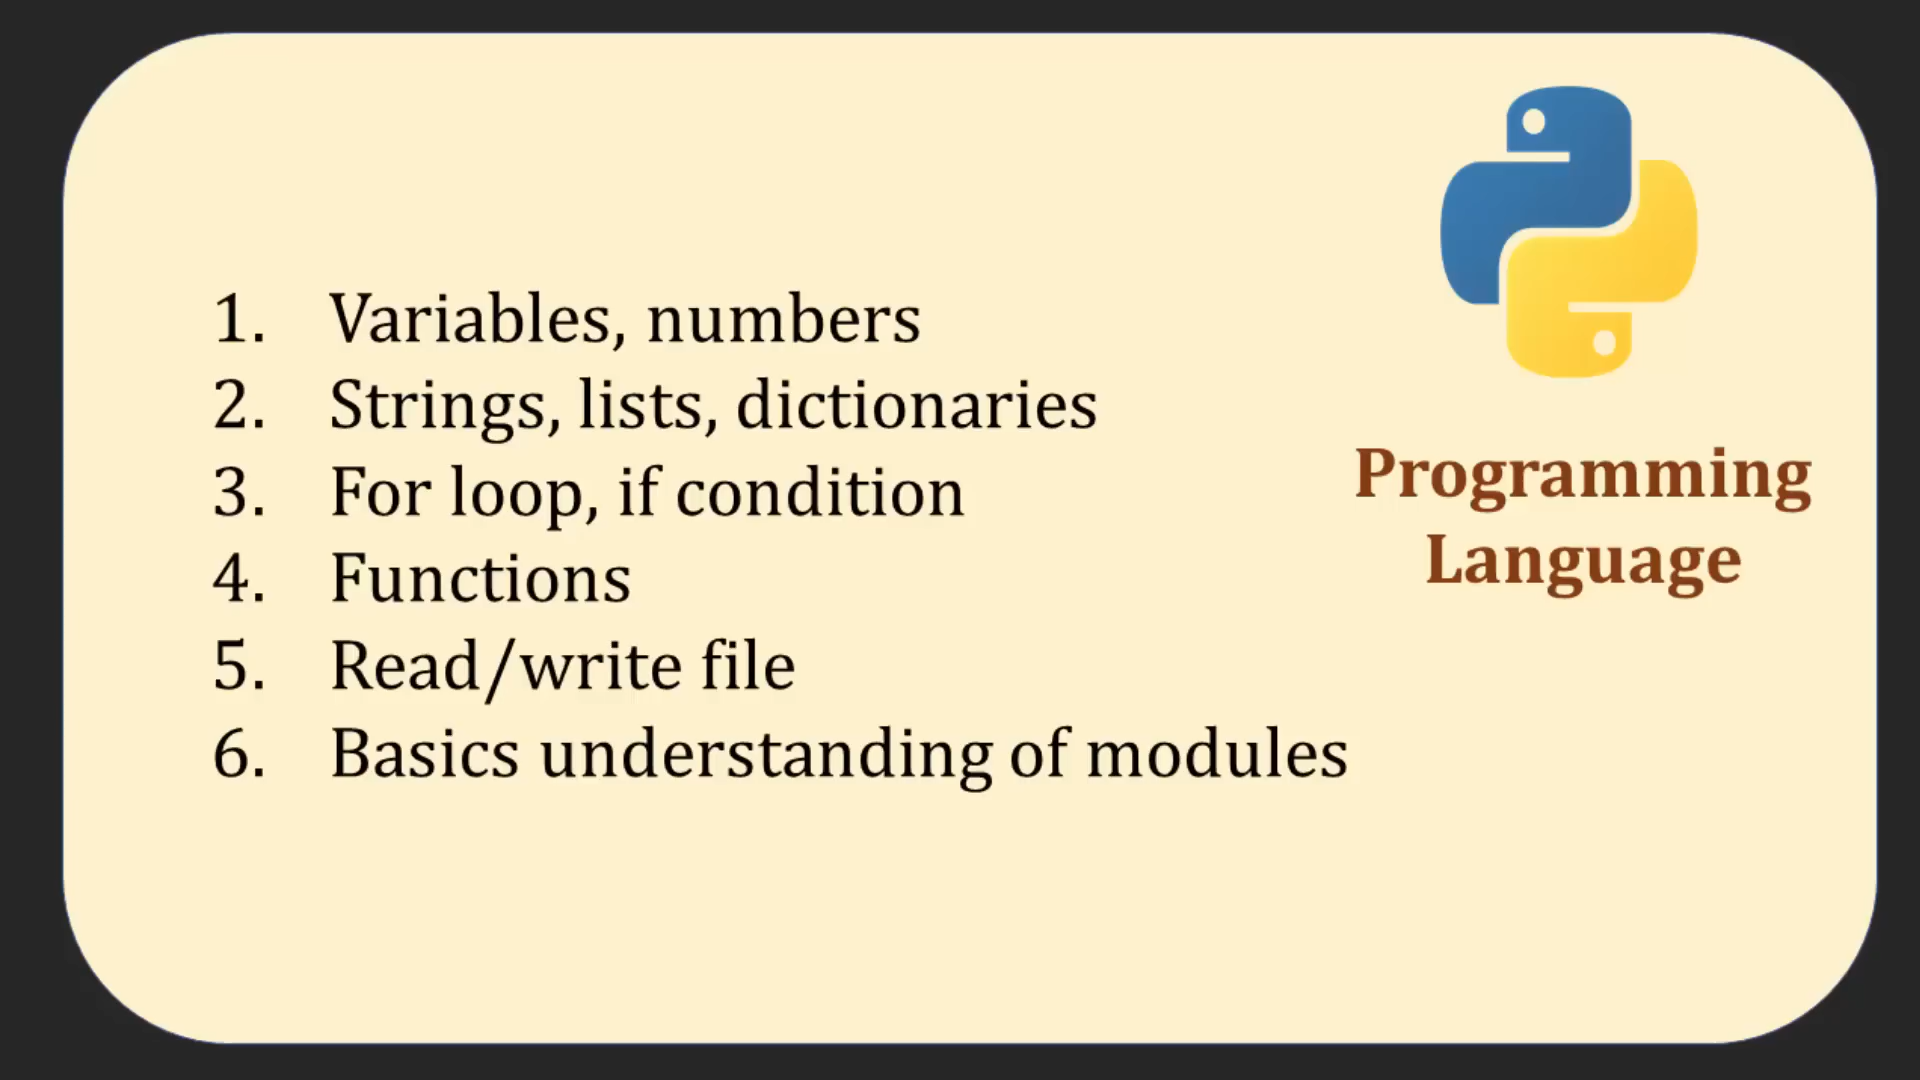 1. Variables, numbers
2. Strings, lists, dictionaries
3. For loop, if condition
4. Functions
5. Read/write file
6. Basics understanding of modules
Programming
Language